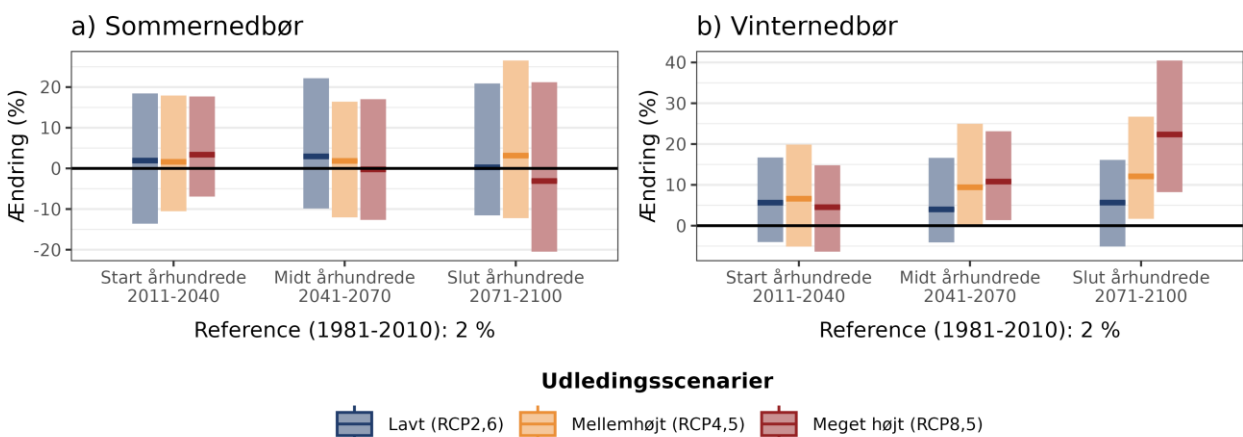 a) Sommernedbør
Ændring (%)
20
10
0
-10
-20
Start århundrede
2011-2040
Midt århundrede
2041-2070
Slut århundrede
2071-2100
Reference (1981-2010): 2 %
b) Vinternedbør
Ændring (%)
40
30
20
10
0
Start århundrede
2011-2040
Midt århundrede
2041-2070
Slut århundrede
2071-2100
Reference (1981-2010): 2 %
Udledingsscenarier
Lavt (RCP2,6)
Mellemhøjt (RCP4,5)
Meget højt (RCP8,5)